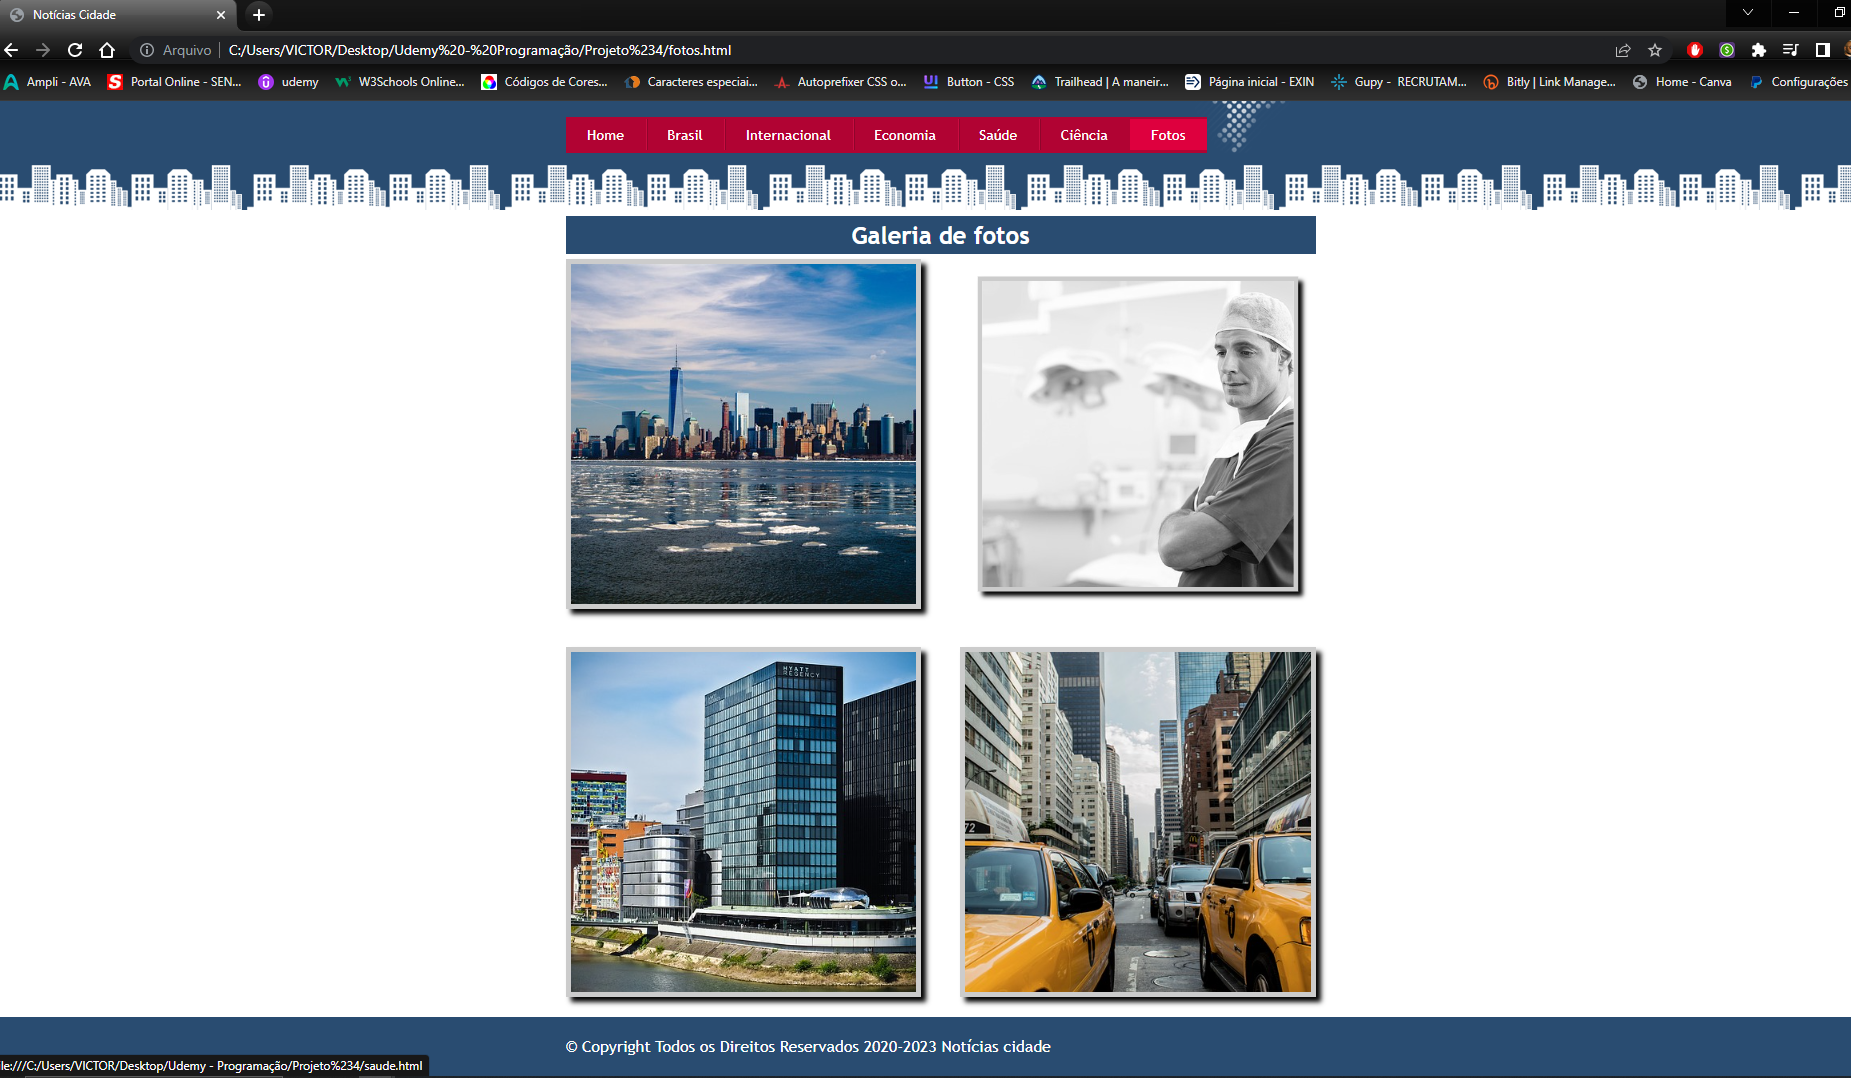 Notícias Cidade
Arquivo C:/Users/VICTOR/Desktop/Udemy%20-%20Programação/Projeto%234/fotos.html
Ampli - AVA Portal Online - SEN... udemy W3Schools Online... Códigos de Cores... Caracteres especiai... Autoprefixer CSS o... Button - CSS Trailhead | A maneir... Página inicial - EXIN Gupy - RECRUTAM... Bitly | Link Manage... Home - Canva Configurações
Home Brasil Internacional Economia Saúde Ciência Fotos
Galeria de fotos
HYATT
REGENCY
72
© Copyright Todos os Direitos Reservados 2020-2023 Notícias cidade
le:///C:/Users/VICTOR/Desktop/Udemy - Programação/Projeto%234/saude.html